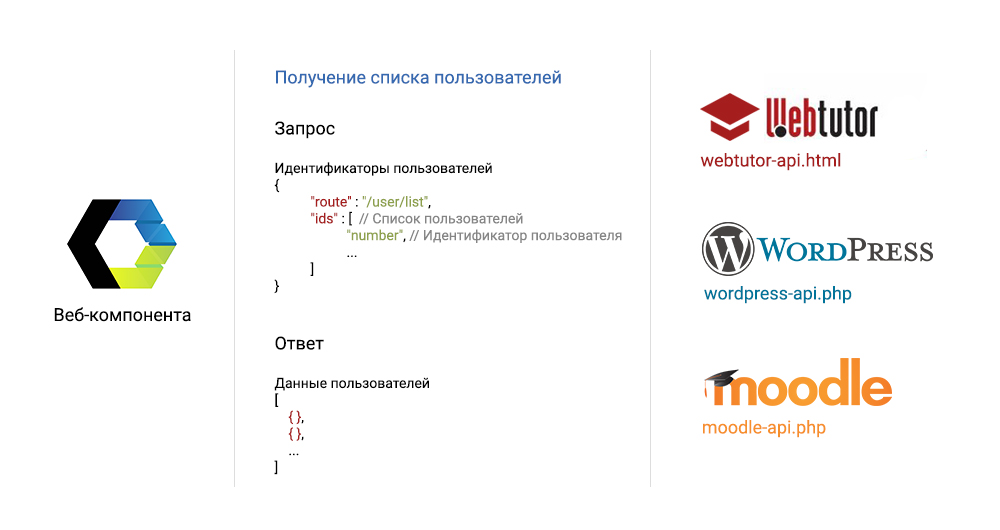 Веб-компонента
Получение списка пользователей
Запрос
Идентификаторы пользователей
{
"route" : "/user/list",
"ids" : [ // Список пользователей
"number", // Идентификатор пользователя
...
]
}
Ответ
Данные пользователей
[
{ },
{ },
...
]
Webtutor
webtutor-api.html
WORDPRESS
wordpress-api.php
moodle
moodle-api.php